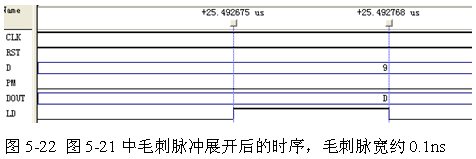 Name
+25.492675 us
+25.492768 us
CLK
RST
D
9
PM
DOUT
D
LD
图 5-22 图 5-21 中毛刺脉冲展开后的时序，毛刺脉宽约 0.1ns